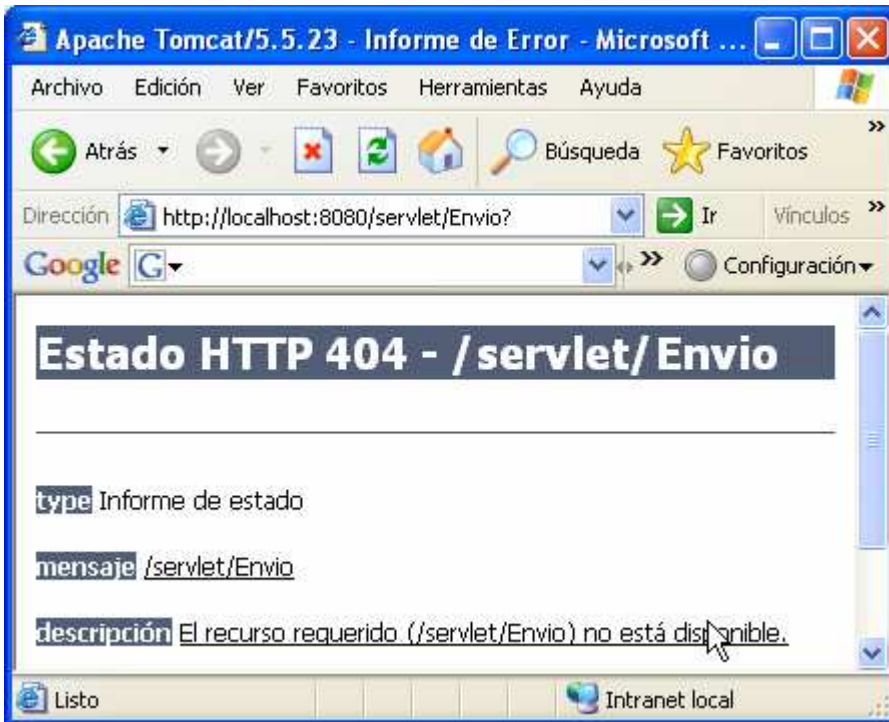 Apache Tomcat/5.5.23 - Informe de Error - Microsoft ...
Archivo Edición Ver Favoritos Herramientas Ayuda
Atrás Búsqueda Favoritos »
Dirección http://localhost:8080/servlet/Envio? Ir Vínculos »
Google G » Configuración
Estado HTTP 404 - /servlet/Envio
type Informe de estado
mensaje /servlet/Envio
descripción El recurso requerido (/servlet/Envio) no está disponible.
Listo Intranet local